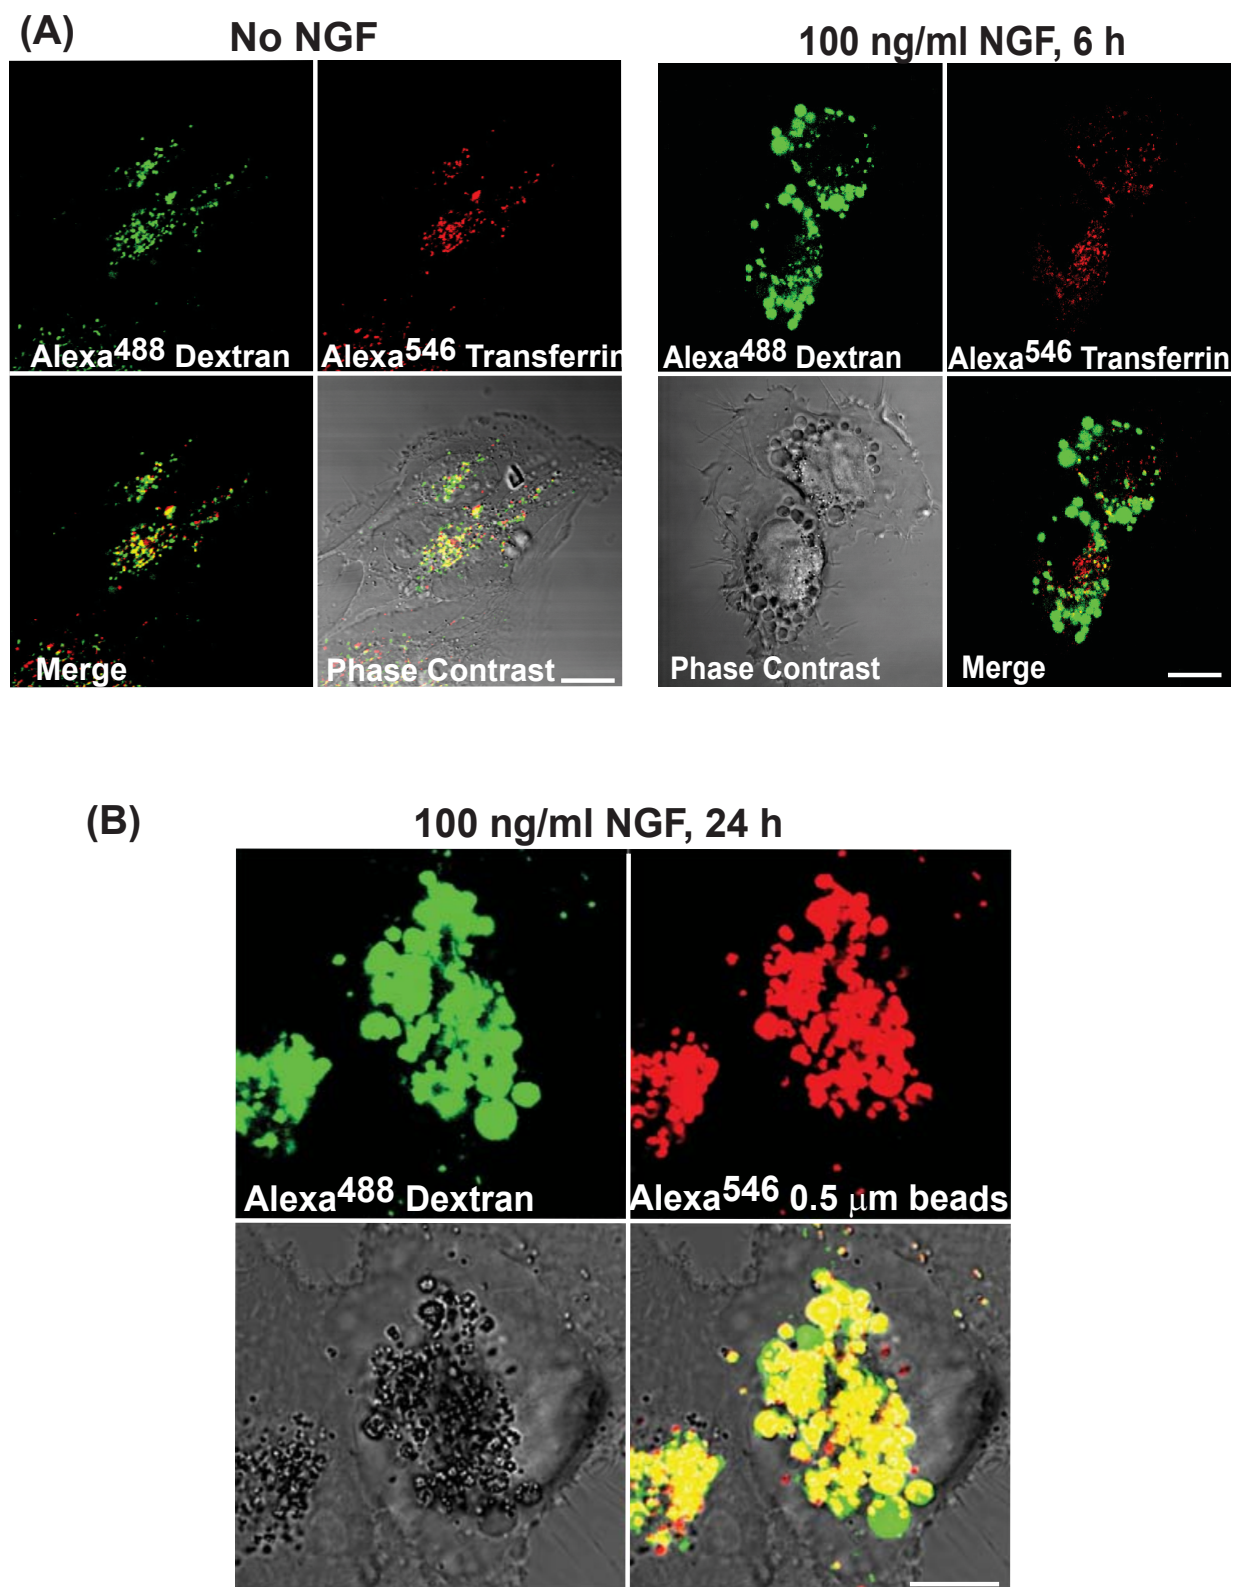 (A)
No NGF
100 ng/ml NGF, 6 h
Alexa488 Dextran
Alexa546 Transferrin
Alexa488 Dextran
Alexa546 Transferrin
Merge
Phase Contrast
Phase Contrast
Merge
(B)
100 ng/ml NGF, 24 h
Alexa488 Dextran
Alexa546 0.5 μm beads